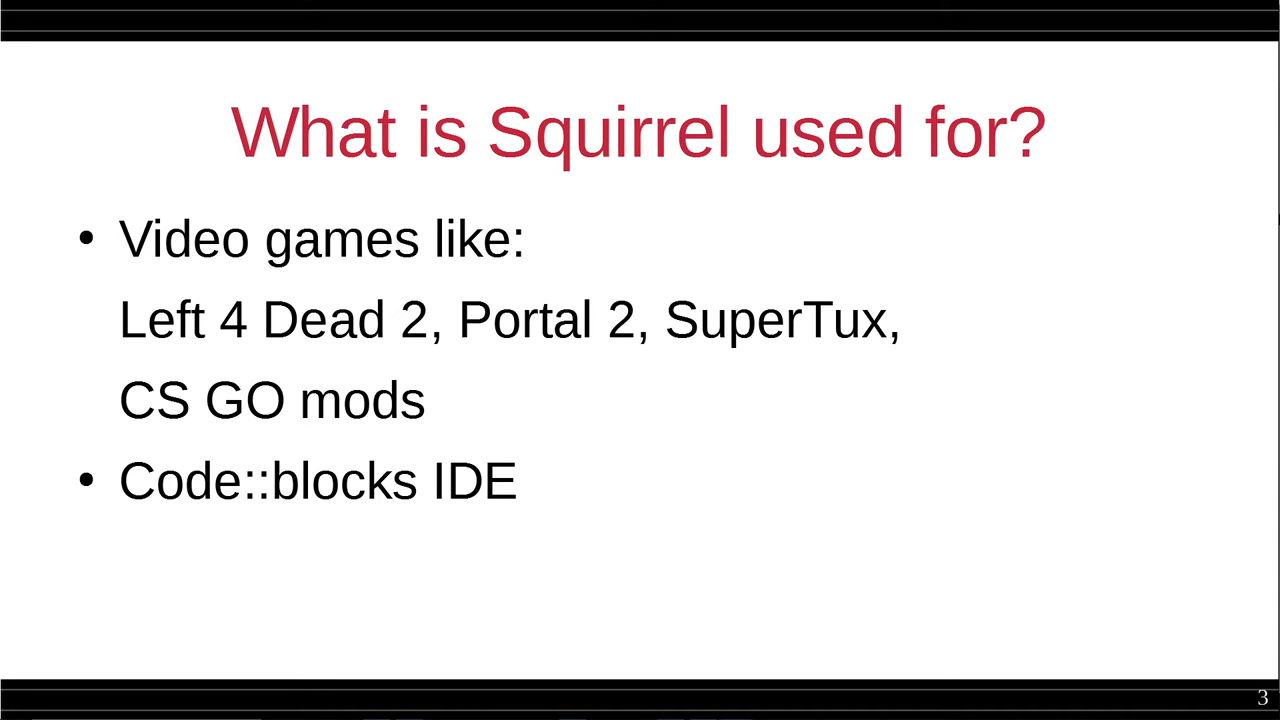 What is Squirrel used for?
• Video games like:
Left 4 Dead 2, Portal 2, SuperTux,
CS GO mods
• Code::blocks IDE
3